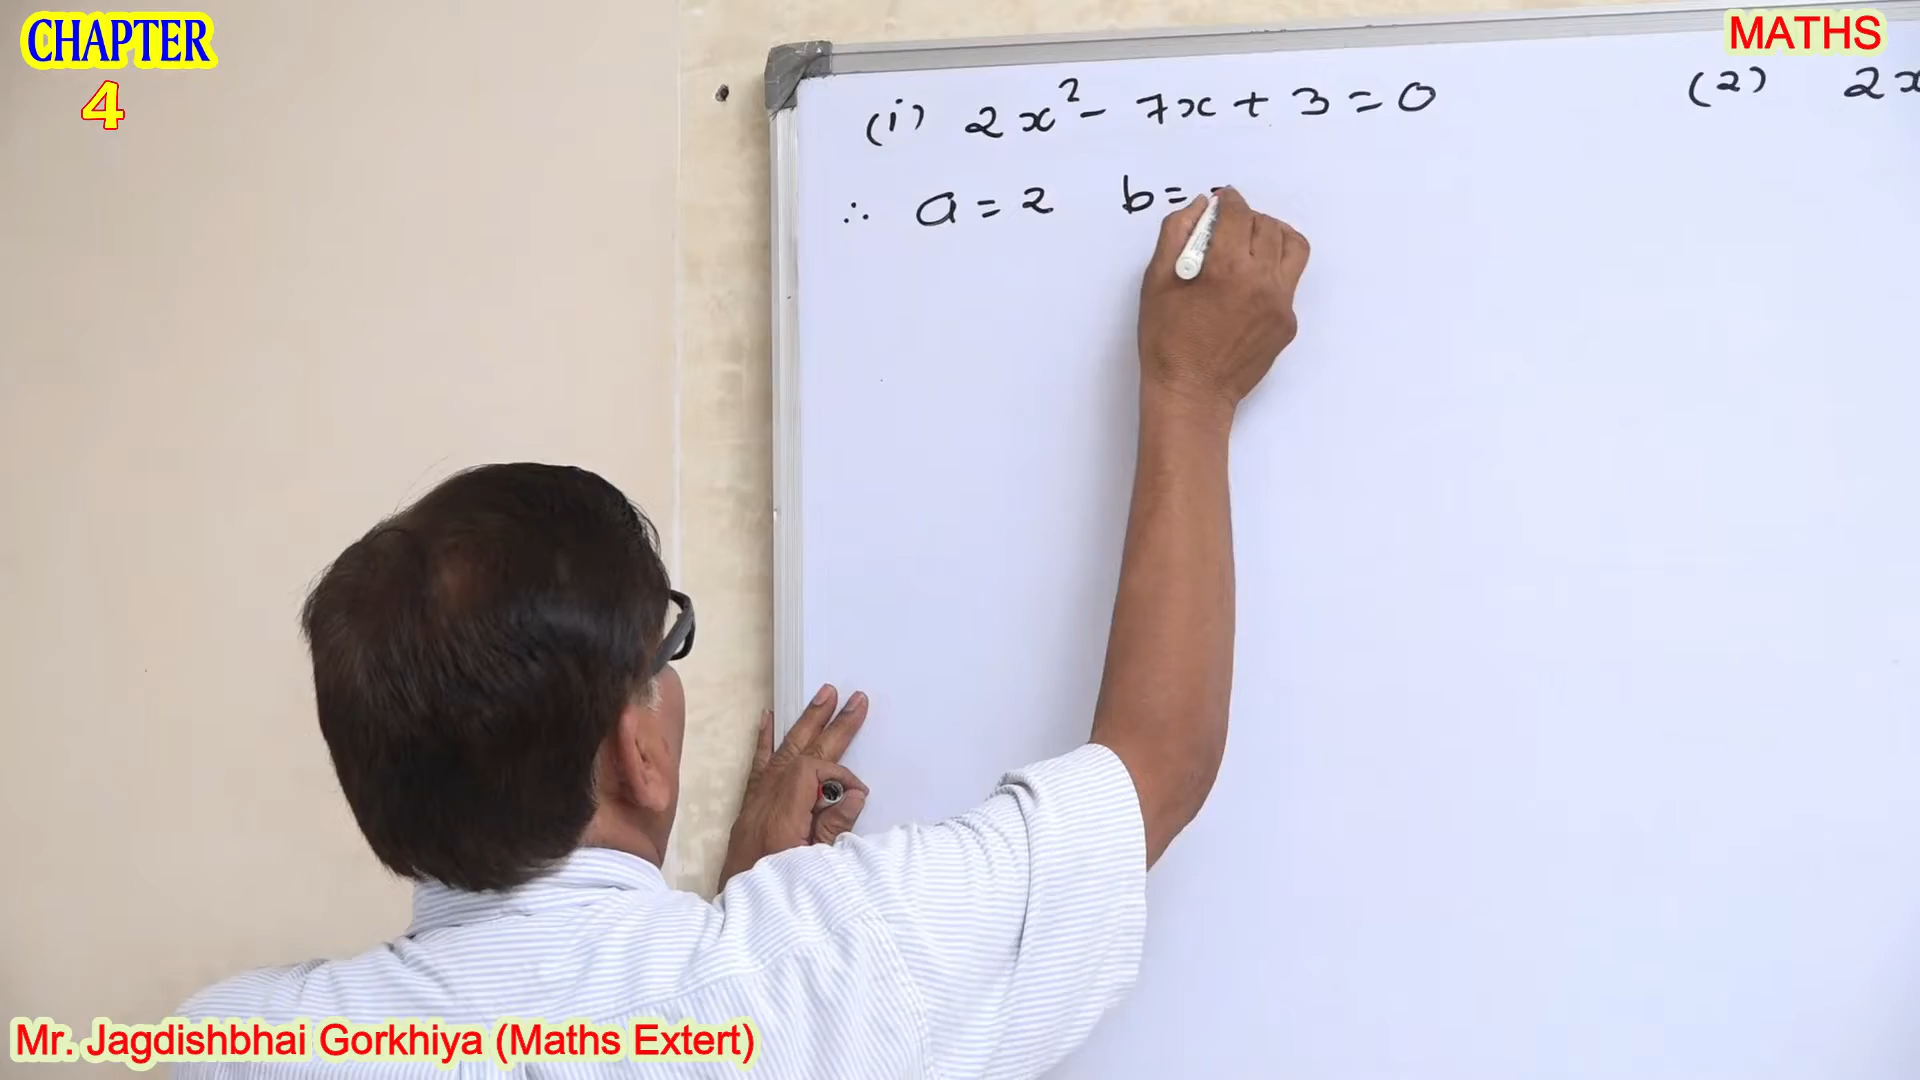 CHAPTER
4
MATHS
(i) 2x² - 7x + 3 = 0
(2) 2x
∴ a = 2 b = -
Mr. Jagdishbhai Gorkhiya (Maths Extert)